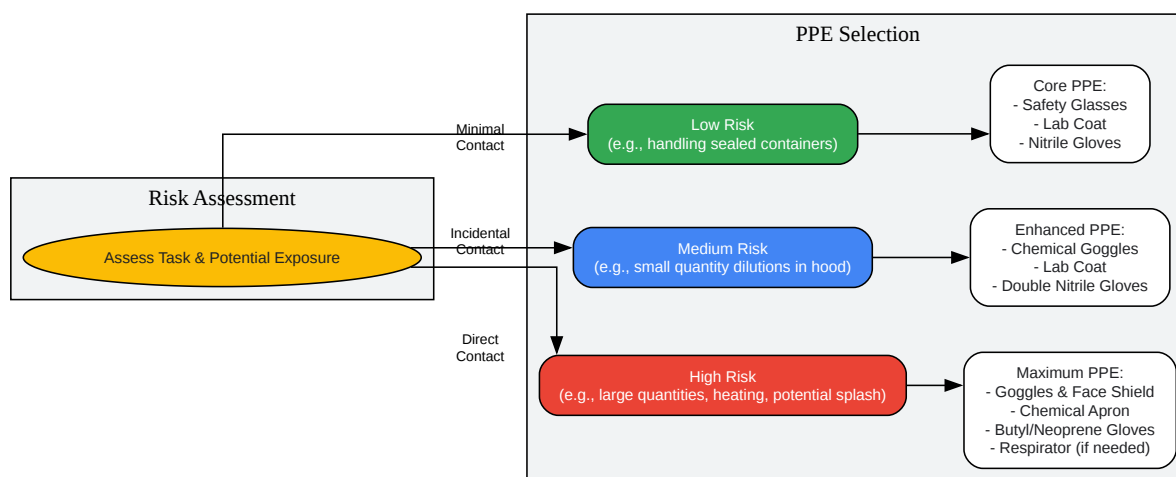 PPE Selection
Risk Assessment
Assess Task & Potential Exposure
Minimal
Contact
Low Risk
(e.g., handling sealed containers)
Core PPE:
- Safety Glasses
- Lab Coat
- Nitrile Gloves
Incidental
Contact
Medium Risk
(e.g., small quantity dilutions in hood)
Enhanced PPE:
- Chemical Goggles
- Lab Coat
- Double Nitrile Gloves
Direct
Contact
High Risk
(e.g., large quantities, heating, potential splash)
Maximum PPE:
- Goggles & Face Shield
- Chemical Apron
- Butyl/Neoprene Gloves
- Respirator (if needed)